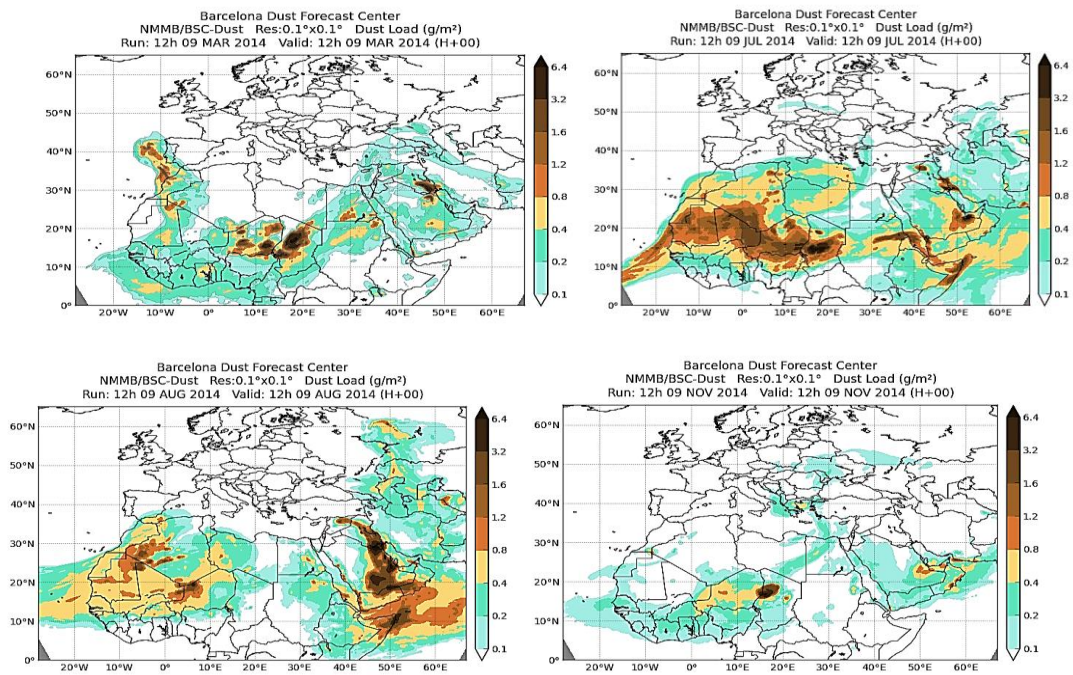 Barcelona Dust Forecast Center
NMMB/BSC-Dust Res:0.1°x0.1° Dust Load (g/m²)
Run: 12h 09 MAR 2014 Valid: 12h 09 MAR 2014 (H+00)
60°N
50°N
40°N
30°N
20°N
10°N
0°
20°W 10°W 0° 10°E 20°E 30°E 40°E 50°E 60°E
6.4
3.2
1.6
1.2
0.8
0.4
0.2
0.1
Barcelona Dust Forecast Center
NMMB/BSC-Dust Res:0.1°x0.1° Dust Load (g/m²)
Run: 12h 09 JUL 2014 Valid: 12h 09 JUL 2014 (H+00)
60°N
50°N
40°N
30°N
20°N
10°N
0°
20°W 10°W 0° 10°E 20°E 30°E 40°E 50°E 60°E
6.4
3.2
1.6
1.2
0.8
0.4
0.2
0.1
Barcelona Dust Forecast Center
NMMB/BSC-Dust Res:0.1°x0.1° Dust Load (g/m²)
Run: 12h 09 AUG 2014 Valid: 12h 09 AUG 2014 (H+00)
60°N
50°N
40°N
30°N
20°N
10°N
0°
20°W 10°W 0° 10°E 20°E 30°E 40°E 50°E 60°E
6.4
3.2
1.6
1.2
0.8
0.4
0.2
0.1
Barcelona Dust Forecast Center
NMMB/BSC-Dust Res:0.1°x0.1° Dust Load (g/m²)
Run: 12h 09 NOV 2014 Valid: 12h 09 NOV 2014 (H+00)
60°N
50°N
40°N
30°N
20°N
10°N
0°
20°W 10°W 0° 10°E 20°E 30°E 40°E 50°E 60°E
6.4
3.2
1.6
1.2
0.8
0.4
0.2
0.1